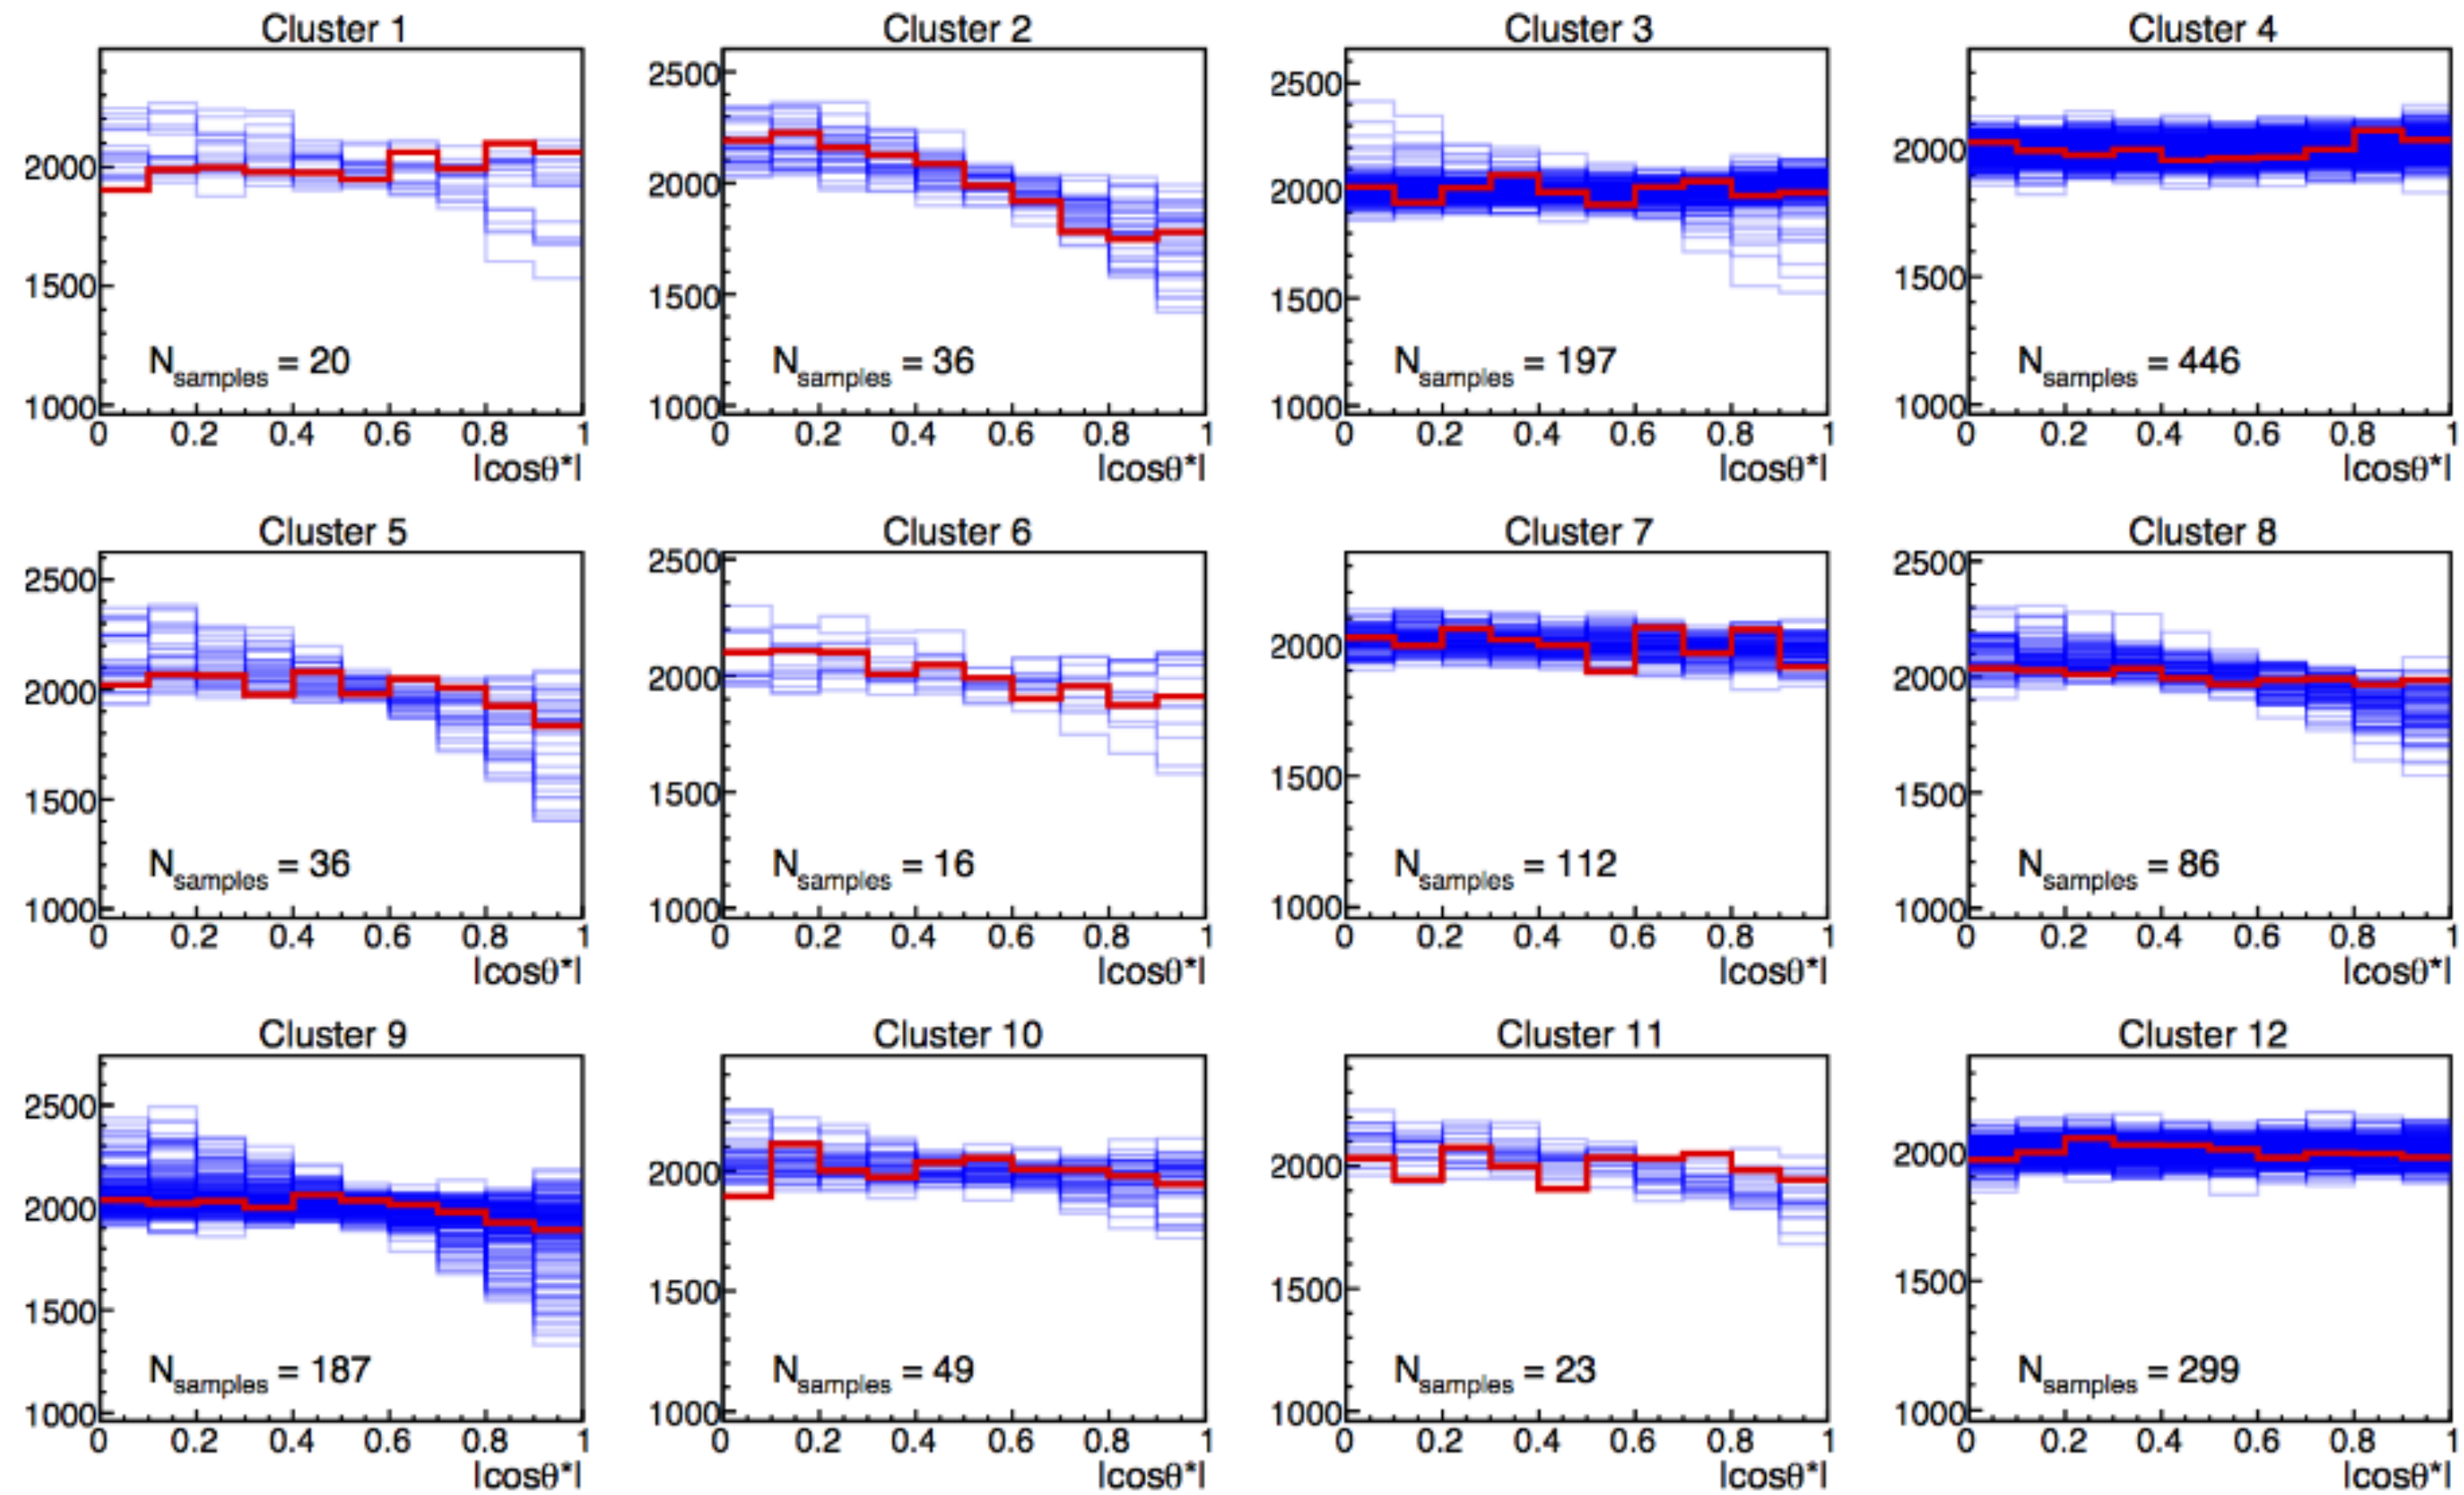 Cluster 1
2000
1500
1000
N_samples = 20
0 0.2 0.4 0.6 0.8 1
|cosθ*|
Cluster 2
2500
2000
1500
1000
N_samples = 36
0 0.2 0.4 0.6 0.8 1
|cosθ*|
Cluster 3
2500
2000
1500
1000
N_samples = 197
0 0.2 0.4 0.6 0.8 1
|cosθ*|
Cluster 4
2000
1500
1000
N_samples = 446
0 0.2 0.4 0.6 0.8 1
|cosθ*|
Cluster 5
2500
2000
1500
1000
N_samples = 36
0 0.2 0.4 0.6 0.8 1
|cosθ*|
Cluster 6
2500
2000
1500
1000
N_samples = 16
0 0.2 0.4 0.6 0.8 1
|cosθ*|
Cluster 7
2000
1500
1000
N_samples = 112
0 0.2 0.4 0.6 0.8 1
|cosθ*|
Cluster 8
2500
2000
1500
1000
N_samples = 86
0 0.2 0.4 0.6 0.8 1
|cosθ*|
Cluster 9
2500
2000
1500
1000
N_samples = 187
0 0.2 0.4 0.6 0.8 1
|cosθ*|
Cluster 10
2000
1500
1000
N_samples = 49
0 0.2 0.4 0.6 0.8 1
|cosθ*|
Cluster 11
2000
1500
1000
N_samples = 23
0 0.2 0.4 0.6 0.8 1
|cosθ*|
Cluster 12
2000
1500
1000
N_samples = 299
0 0.2 0.4 0.6 0.8 1
|cosθ*|